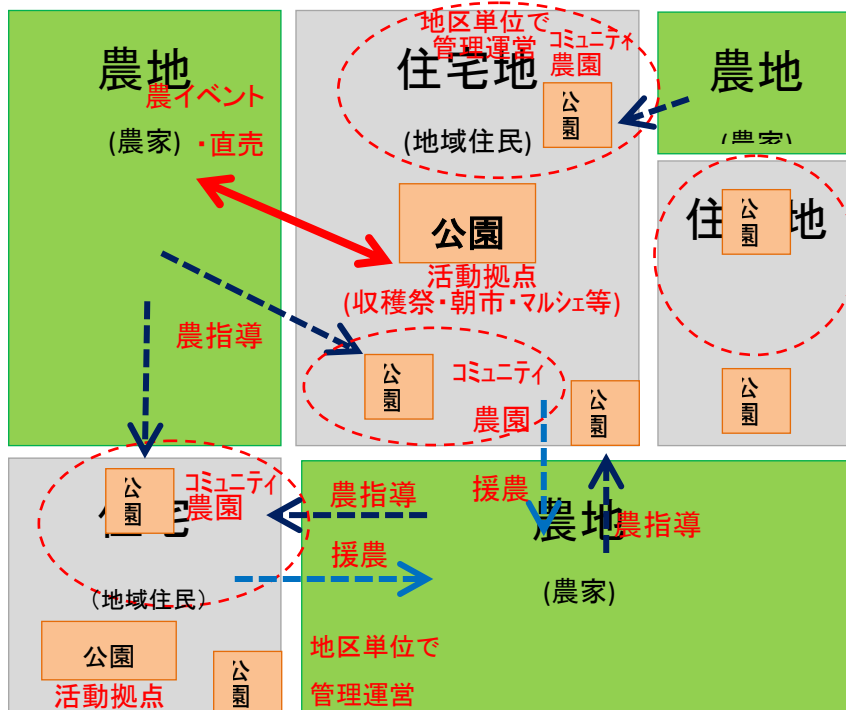 農地
農イベント
(農家)
・直売
地区単位で
管理運営
コミュニティ
農園
住宅地
公園
(地域住民)
農地
(農家)
公園
活動拠点
(収穫祭・朝市・マルシェ等)
住
地
公園
農指導
公園
コミュニティ
農園
公園
公園
公園
コミュニティ
農園
住宅
(地域住民)
農指導
援農
援農
農地
農指導
(農家)
公園
活動拠点
公園
地区単位で
管理運営